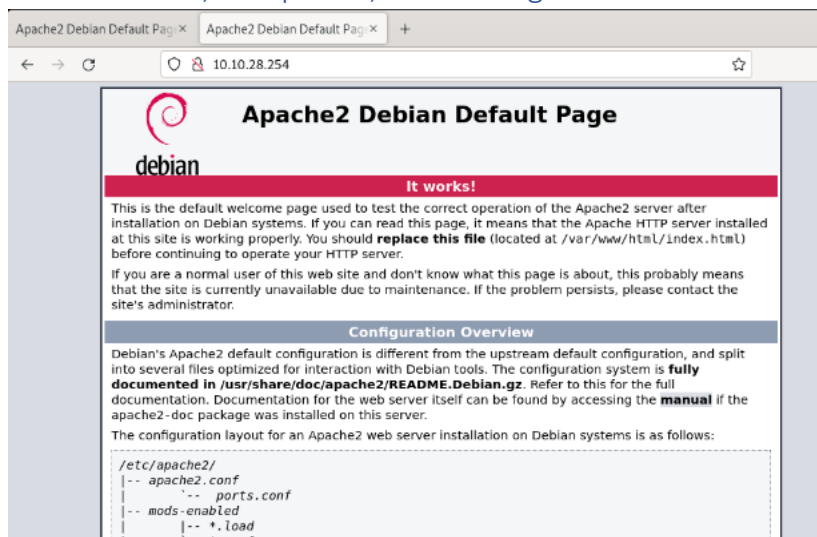 Apache2 Debian Default Pag
Apache2 Debian Default Pag
10.10.28.254
Apache2 Debian Default Page
debian
It works!
This is the default welcome page used to test the correct operation of the Apache2 server after
installation on Debian systems. If you can read this page, it means that the Apache HTTP server installed
at this site is working properly. You should replace this file (located at /var/www/html/index.html)
before continuing to operate your HTTP server.
If you are a normal user of this web site and don't know what this page is about, this probably means
that the site is currently unavailable due to maintenance. If the problem persists, please contact the
site's administrator.
Configuration Overview
Debian's Apache2 default configuration is different from the upstream default configuration, and split
into several files optimized for interaction with Debian tools. The configuration system is fully
documented in /usr/share/doc/apache2/README.Debian.gz. Refer to this for the full
documentation. Documentation for the web server itself can be found by accessing the manual if the
apache2-doc package was installed on this server.
The configuration layout for an Apache2 web server installation on Debian systems is as follows:
/etc/apache2/
|-- apache2.conf
|       `--  ports.conf
|-- mods-enabled
|       |-- *.load